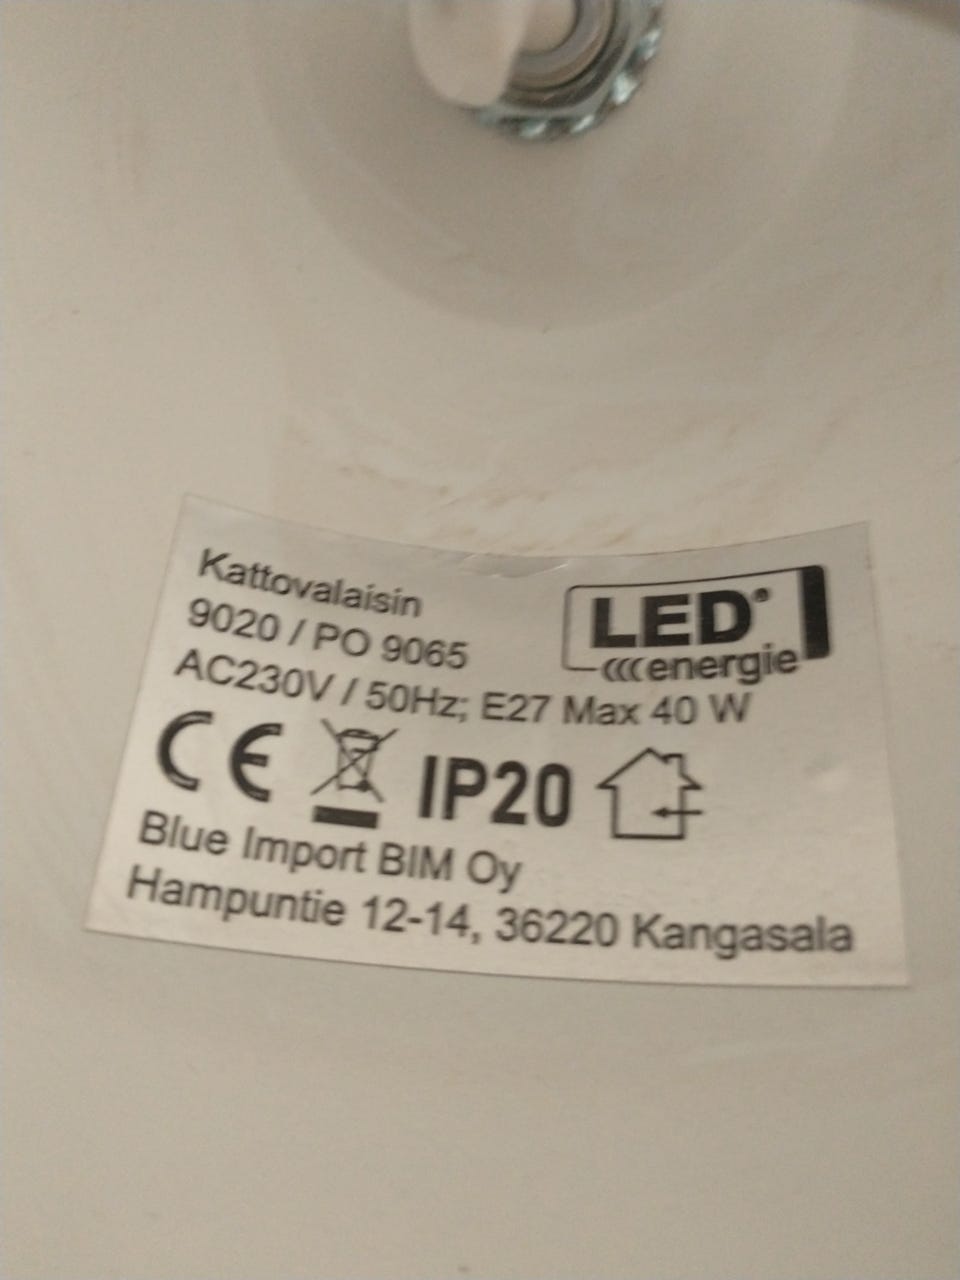 Kattovalaisin
9020 / PO 9065
LED®
energie
AC230V / 50Hz; E27 Max 40 W
CE IP20
Blue Import BIM Oy
Hampuntie 12-14, 36220 Kangasala